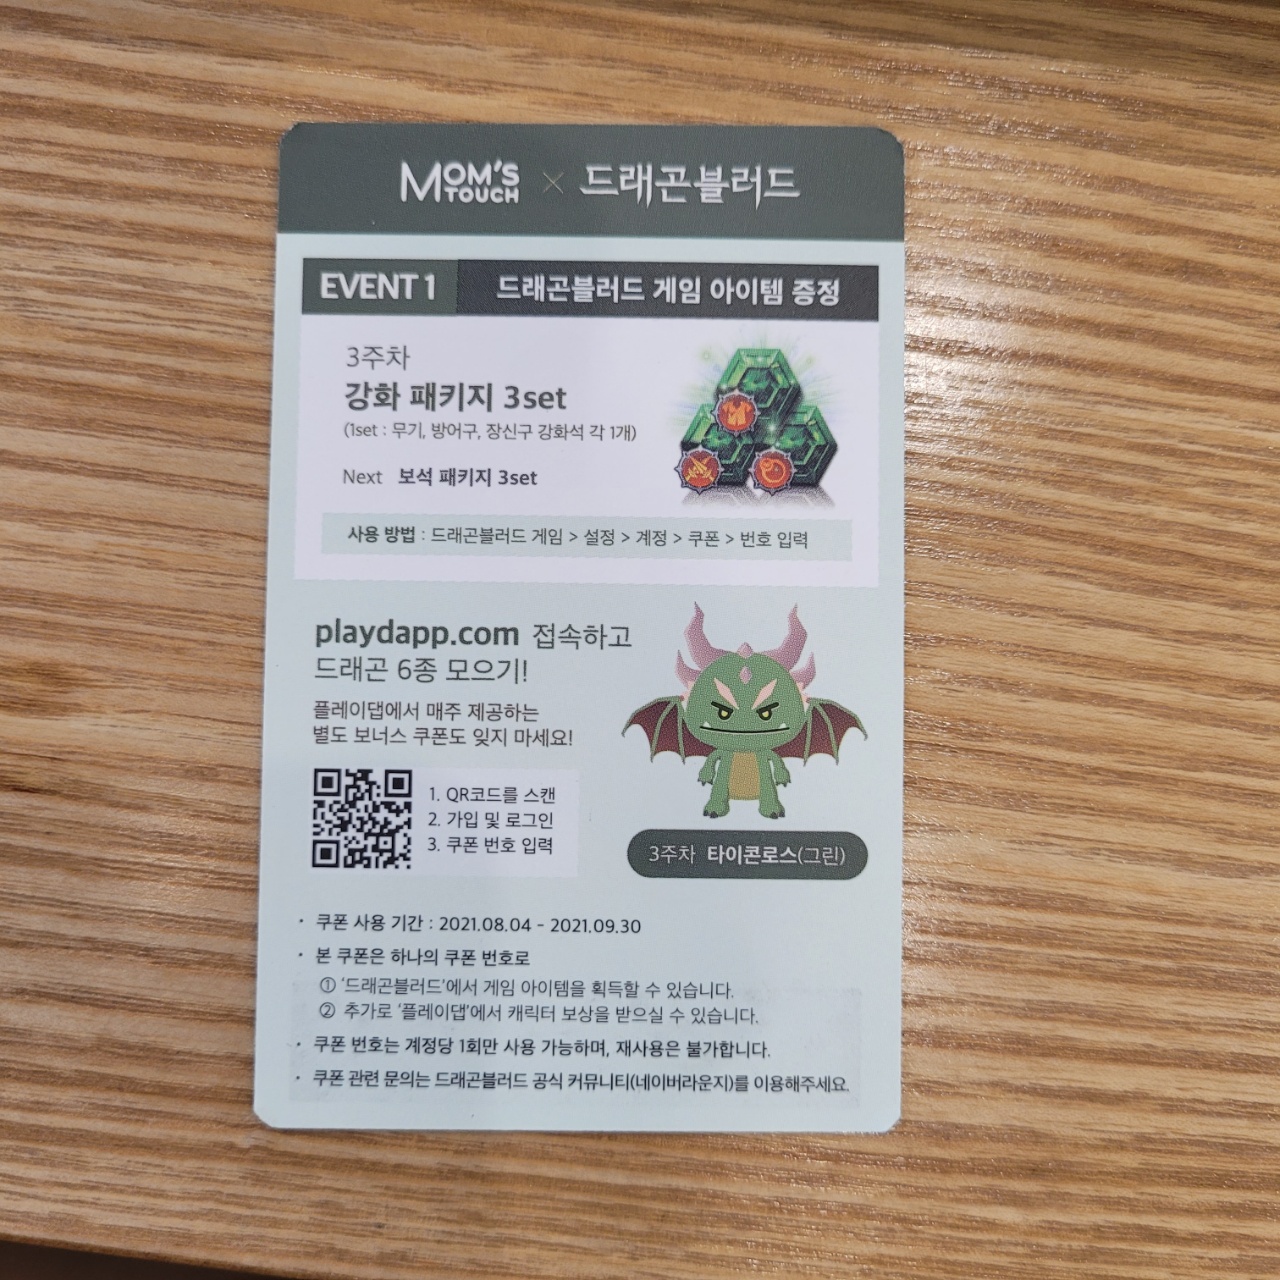 MOM'S TOUCH × 드래곤블러드
EVENT 1 드래곤블러드 게임 아이템 증정
3주차
강화 패키지 3set
(1set : 무기, 방어구, 장신구 강화석 각 1개)
Next 보석 패키지 3set
사용 방법 : 드래곤블러드 게임 > 설정 > 계정 > 쿠폰 > 번호 입력
playdapp.com 접속하고
드래곤 6종 모으기!
플레이댑에서 매주 제공하는
별도 보너스 쿠폰도 잊지 마세요!
1. QR코드를 스캔
2. 가입 및 로그인
3. 쿠폰 번호 입력
3주차 타이콘로스(그린)
· 쿠폰 사용 기간 : 2021.08.04 - 2021.09.30
· 본 쿠폰은 하나의 쿠폰 번호로
① '드래곤블러드'에서 게임 아이템을 획득할 수 있습니다.
② 추가로 '플레이댑'에서 캐릭터 보상을 받으실 수 있습니다.
· 쿠폰 번호는 계정당 1회만 사용 가능하며, 재사용은 불가합니다.
· 쿠폰 관련 문의는 드래곤블러드 공식 커뮤니티(네이버라운지)를 이용해주세요.